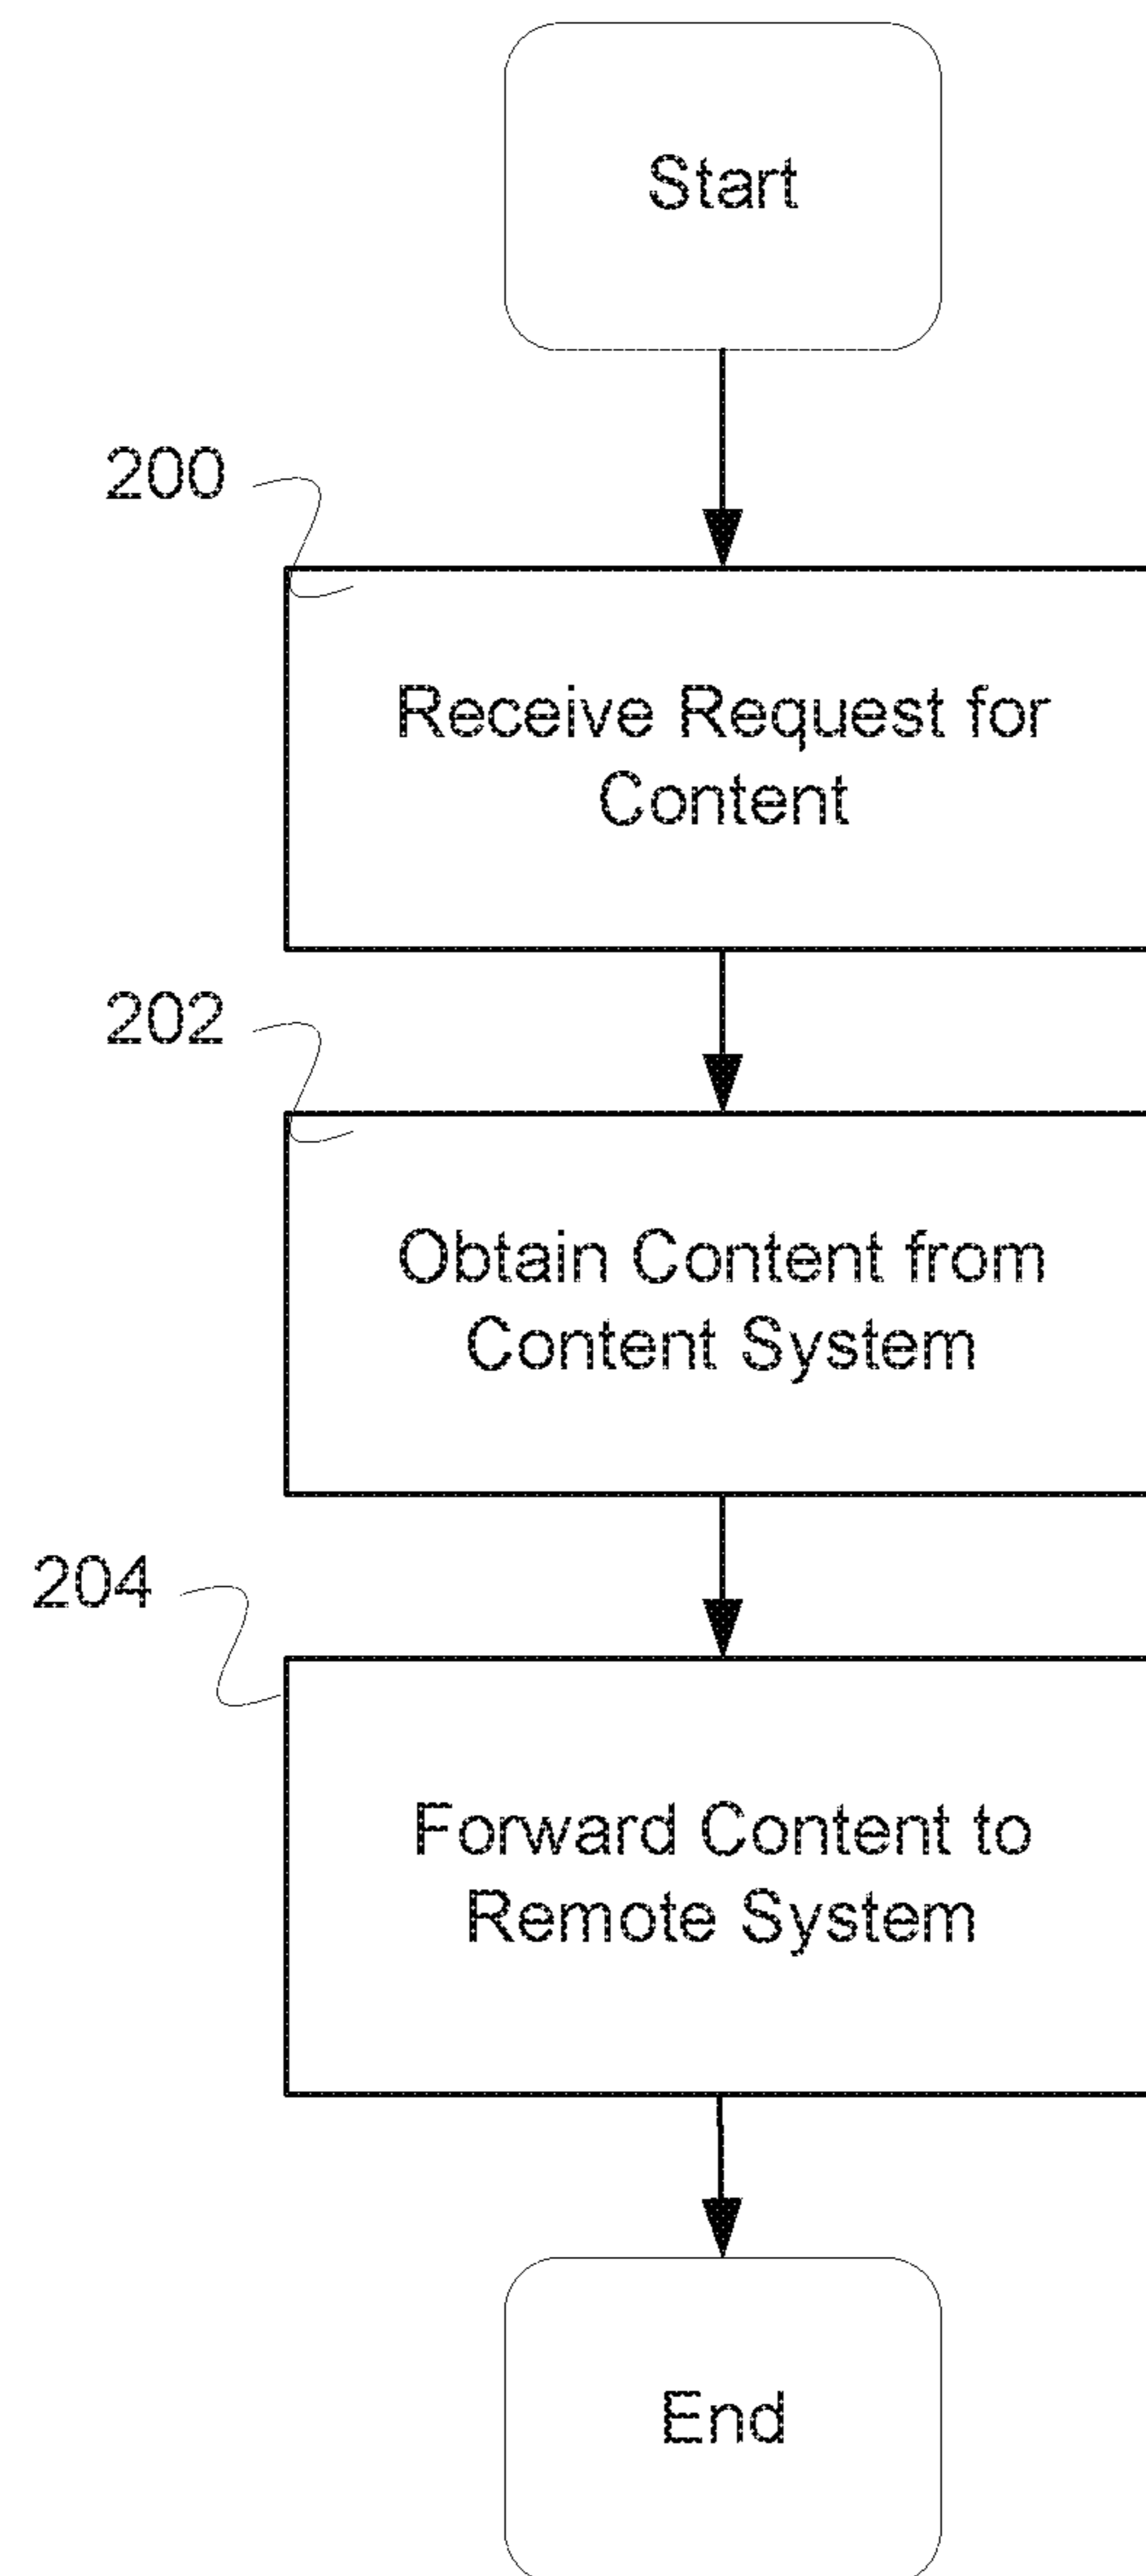 Start
200
Receive Request for
Content
202
Obtain Content from
Content System
204
Forward Content to
Remote System
End